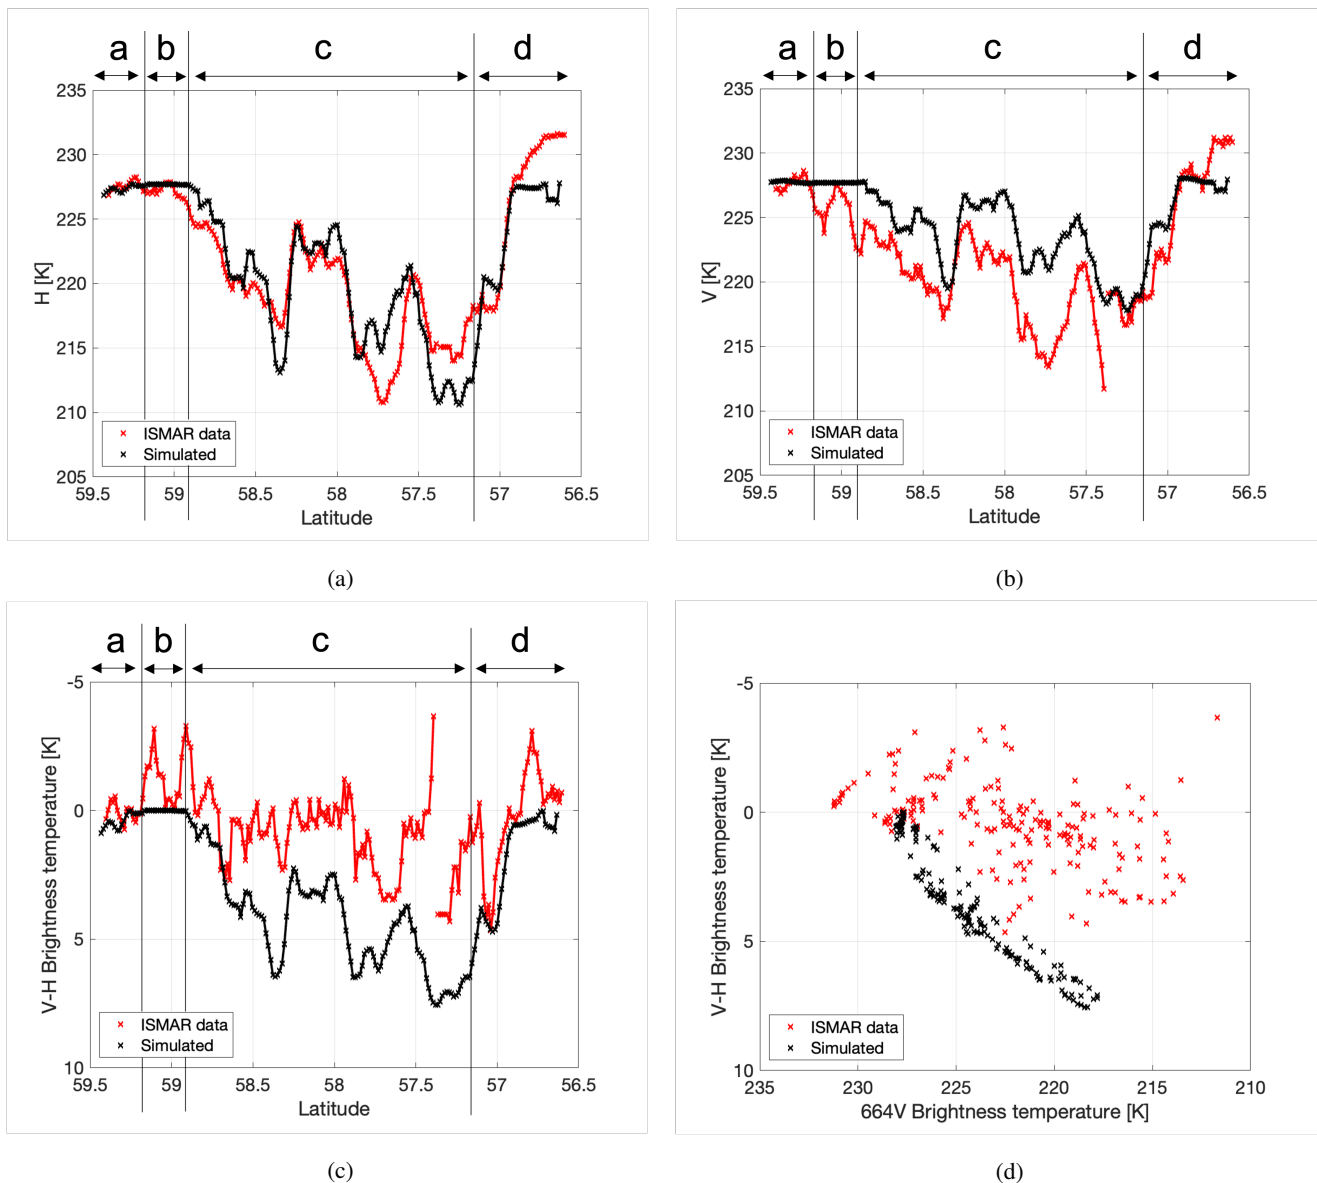 a b c d
235
230
225
220
215
210
205
H [K]
59.5 59 58.5 58 57.5 57 56.5
Latitude
ISMAR data
Simulated
(a)
a b c d
235
230
225
220
215
210
205
V [K]
59.5 59 58.5 58 57.5 57 56.5
Latitude
ISMAR data
Simulated
(b)
a b c d
-5
0
5
10
V-H Brightness temperature [K]
59.5 59 58.5 58 57.5 57 56.5
Latitude
ISMAR data
Simulated
(c)
-5
0
5
10
V-H Brightness temperature [K]
235 230 225 220 215 210
664V Brightness temperature [K]
ISMAR data
Simulated
(d)